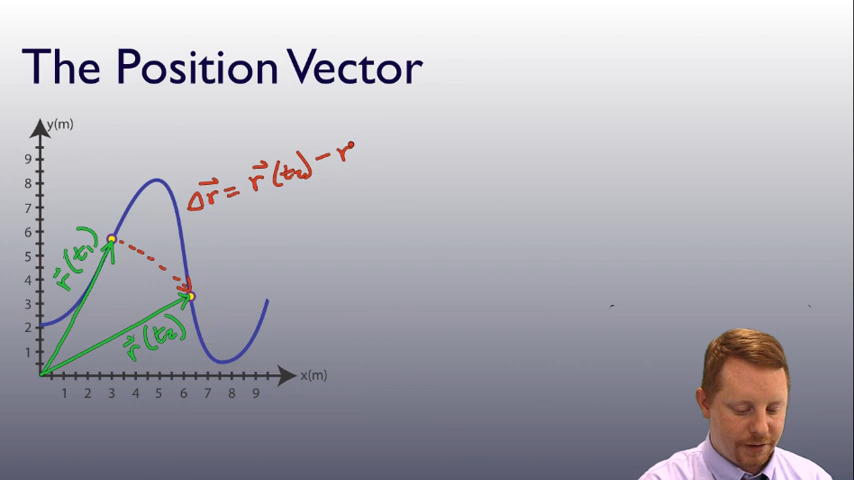 The Position Vector
y(m)
Δr⃗ = r⃗(t₂) − r
9
8
7
6
5
4
3
2
1
r⃗(t₁)
r⃗(t₂)
x(m)
1 2 3 4 5 6 7 8 9